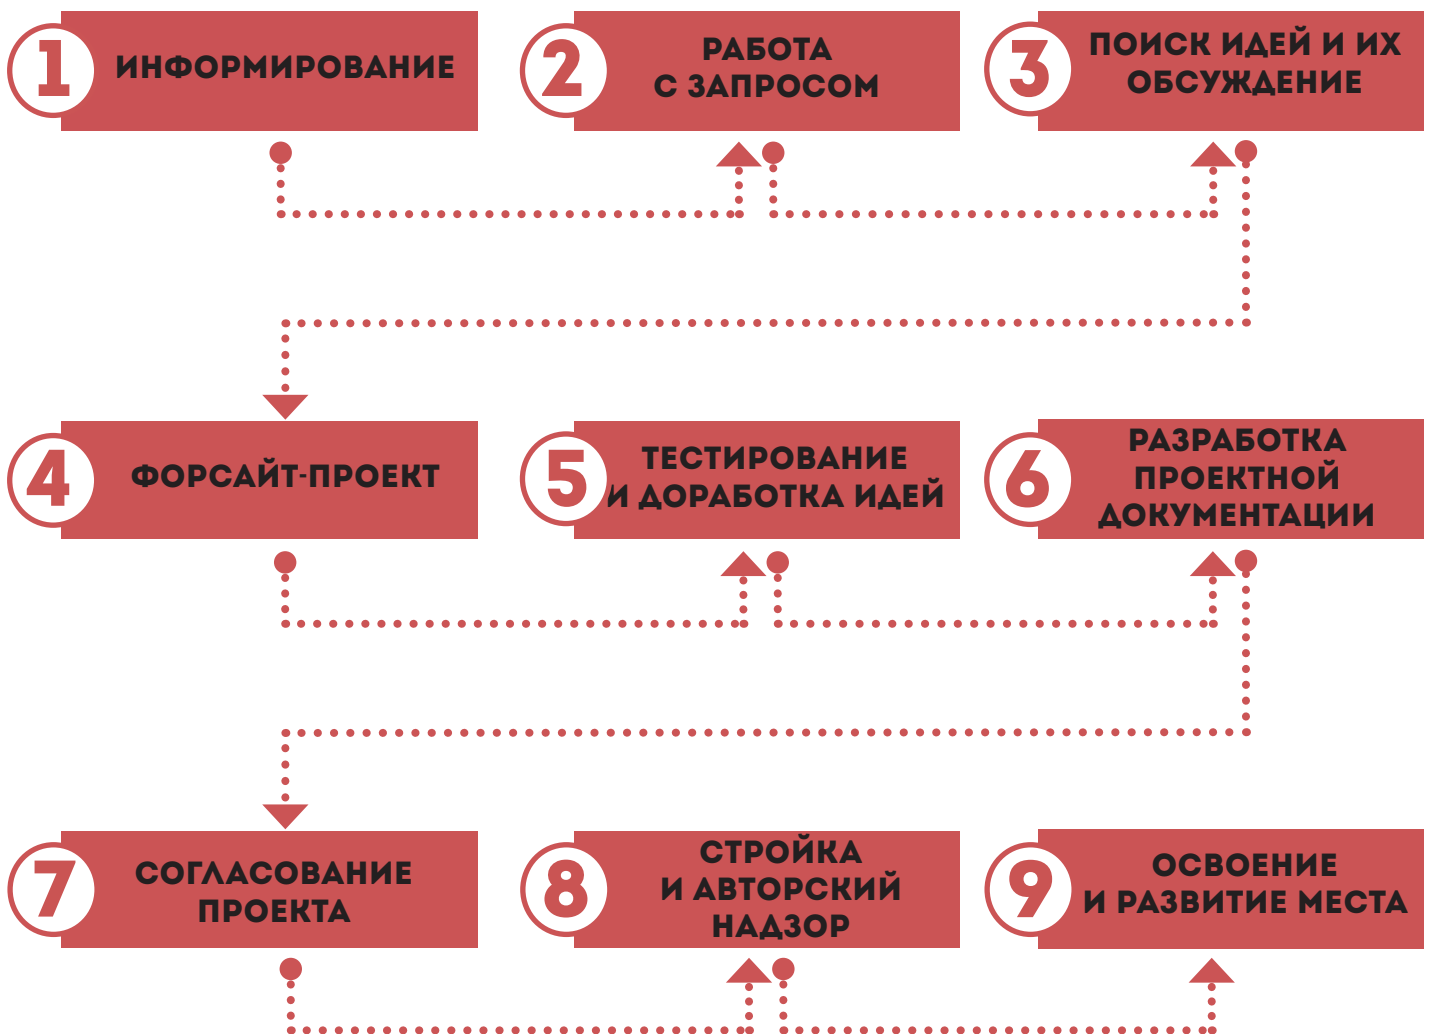 1
ИНФОРМИРОВАНИЕ
2
РАБОТА
С ЗАПРОСОМ
3
ПОИСК ИДЕЙ И ИХ
ОБСУЖДЕНИЕ
4
ФОРСАЙТ-ПРОЕКТ
5
ТЕСТИРОВАНИЕ
И ДОРАБОТКА ИДЕЙ
6
РАЗРАБОТКА
ПРОЕКТНОЙ
ДОКУМЕНТАЦИИ
7
СОГЛАСОВАНИЕ
ПРОЕКТА
8
СТРОЙКА
И АВТОРСКИЙ
НАДЗОР
9
ОСВОЕНИЕ
И РАЗВИТИЕ МЕСТА